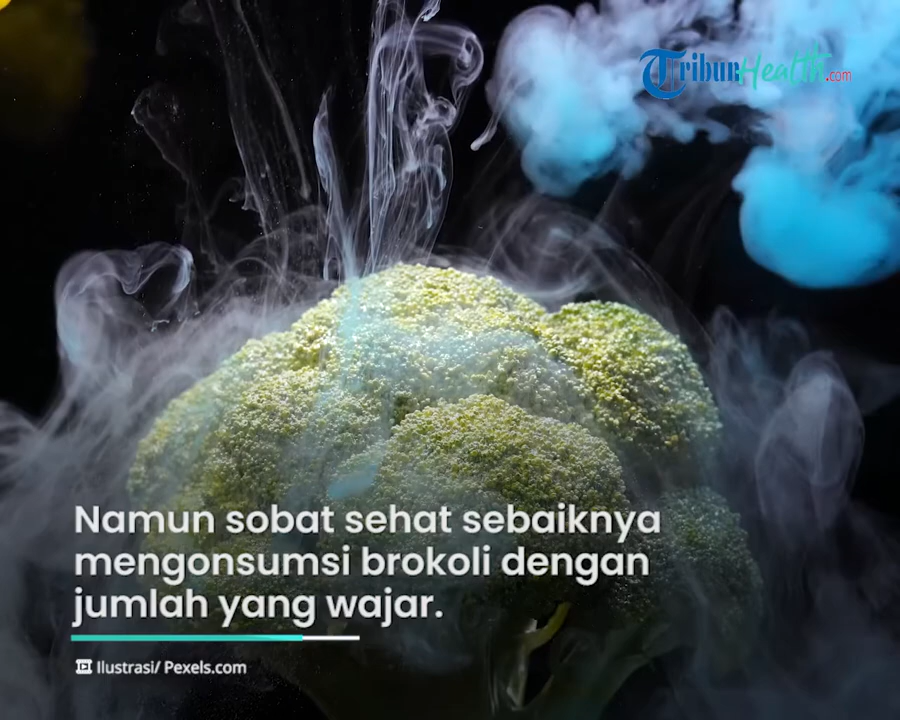 TribunHealth.com
Namun sobat sehat sebaiknya
mengonsumsi brokoli dengan
jumlah yang wajar.
Ilustrasi/ Pexels.com